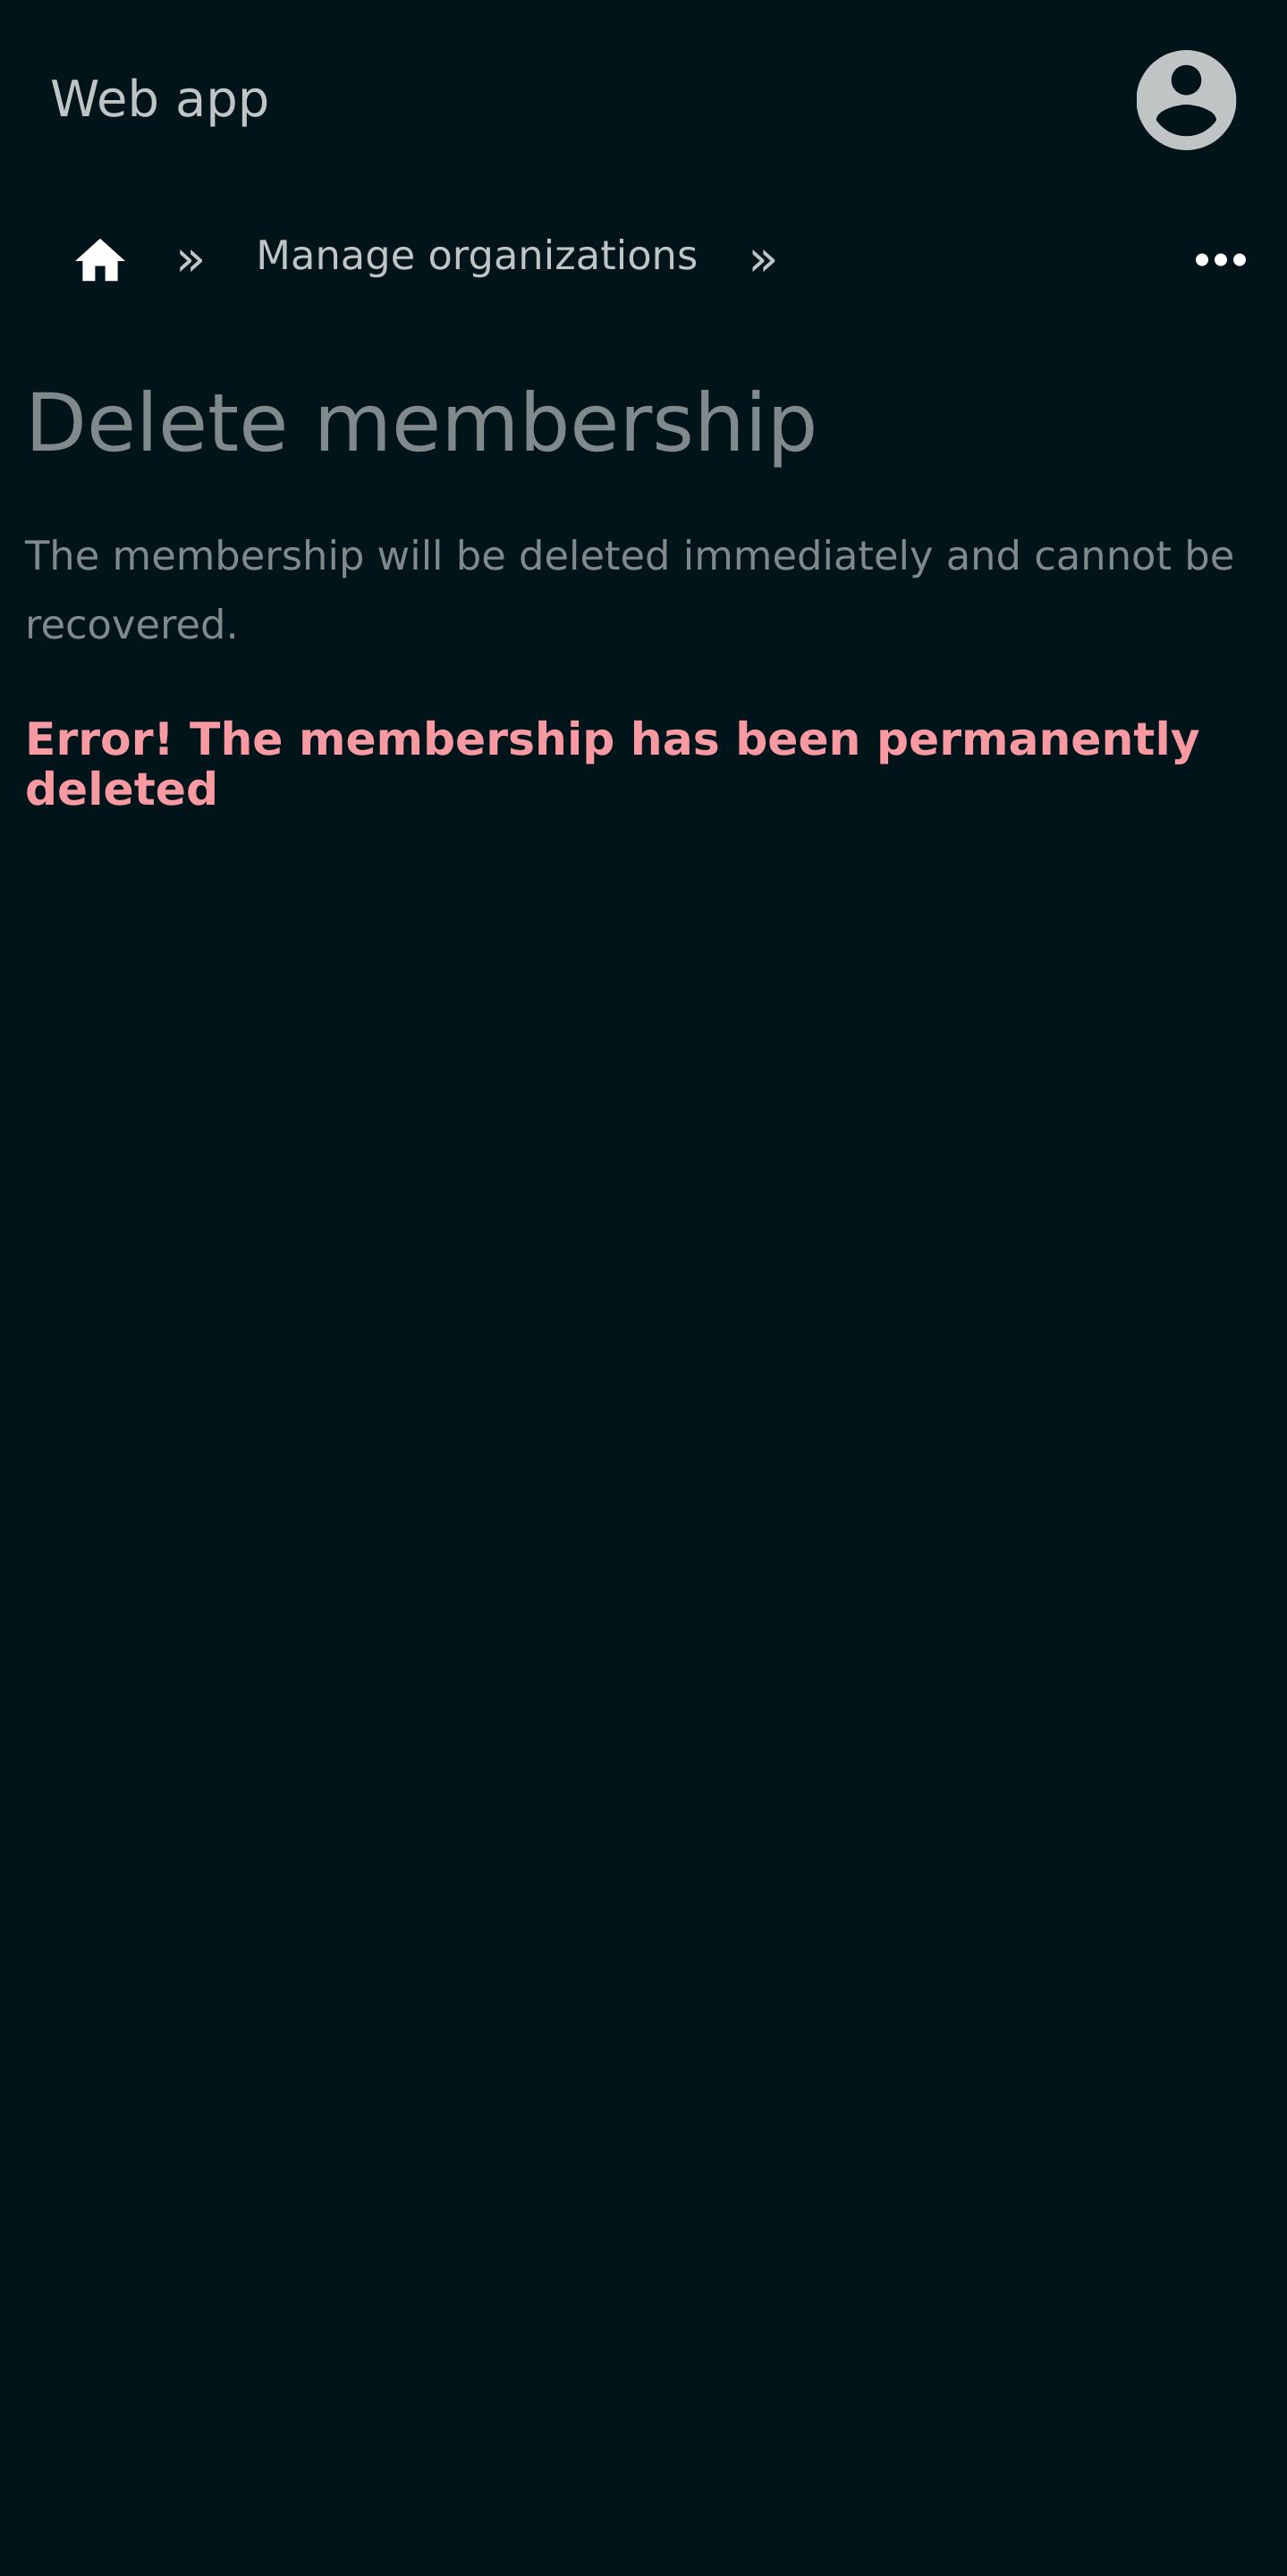 Web app
» Manage organizations » •••
Delete membership
The membership will be deleted immediately and cannot be
recovered.
Error! The membership has been permanently
deleted